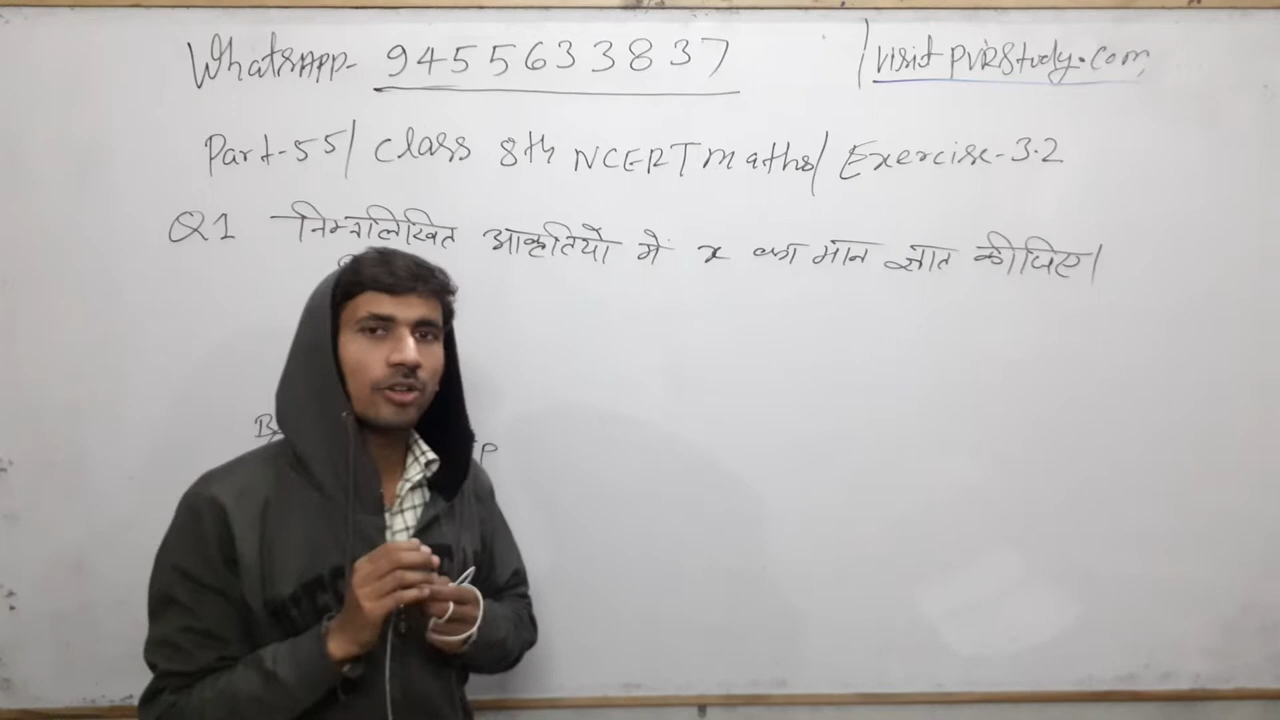 WhatsAPP- 9455633837 / visit PVRStudy.com
Part-55/ Class 8th NCERT maths/ Exercise-3.2
Q1 निम्नलिखित आकृतियों में x का मान ज्ञात कीजिए।
B P